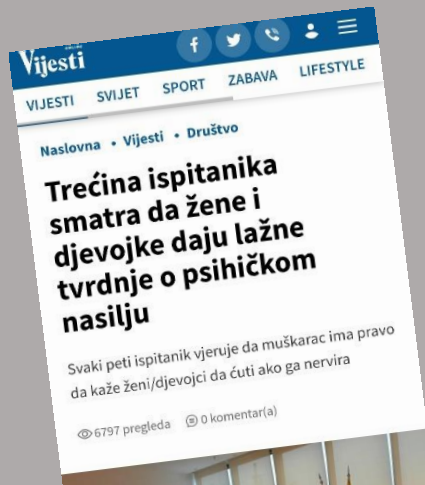 Vijesti
VIJESTI SVIJET SPORT ZABAVA LIFESTYLE
Naslovna • Vijesti • Društvo
Trećina ispitanika
smatra da žene i
djevojke daju lažne
tvrdnje o psihičkom
nasilju
Svaki peti ispitanik vjeruje da muškarac ima pravo
da kaže ženi/djevojci da ćuti ako ga nervira
6797 pregleda 0 komentar(a)